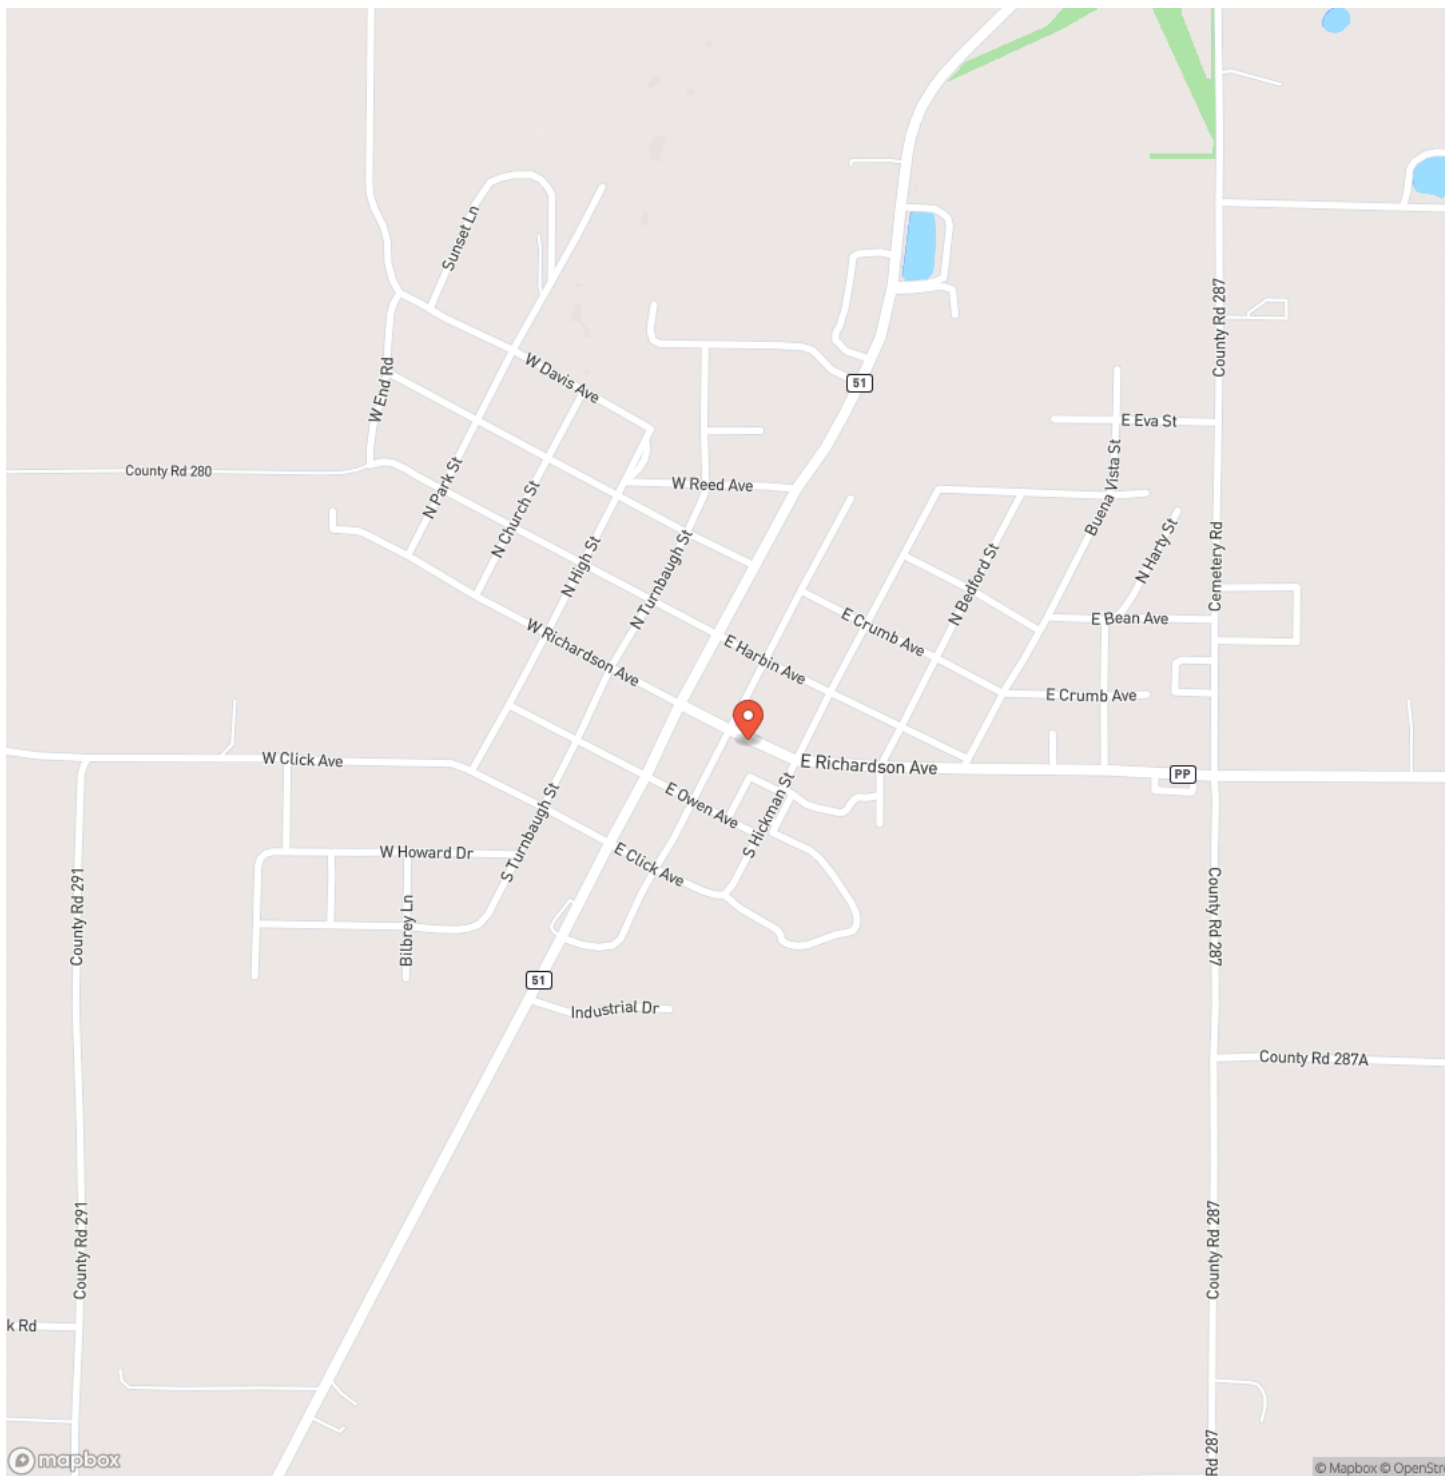 Sunset Ln
County Rd 287
W Davis Ave
51
W End Rd
E Eva St
County Rd 280
N Park St
Buena Vista St
W Reed Ave
N Church St
N Harty St
N High St
N Turnbaugh St
N Bedford St
Cemetery Rd
E Crumb Ave
E Bean Ave
W Richardson Ave
E Harbin Ave
E Crumb Ave
W Click Ave
E Richardson Ave
PP
E Owen Ave
S Hickman St
S Turnbaugh St
W Howard Dr
E Click Ave
County Rd 291
Bilbrey Ln
County Rd 287
51
Industrial Dr
County Rd 287A
County Rd 291
County Rd 287
k Rd
Rd 287
mapbox
© Mapbox © OpenStre